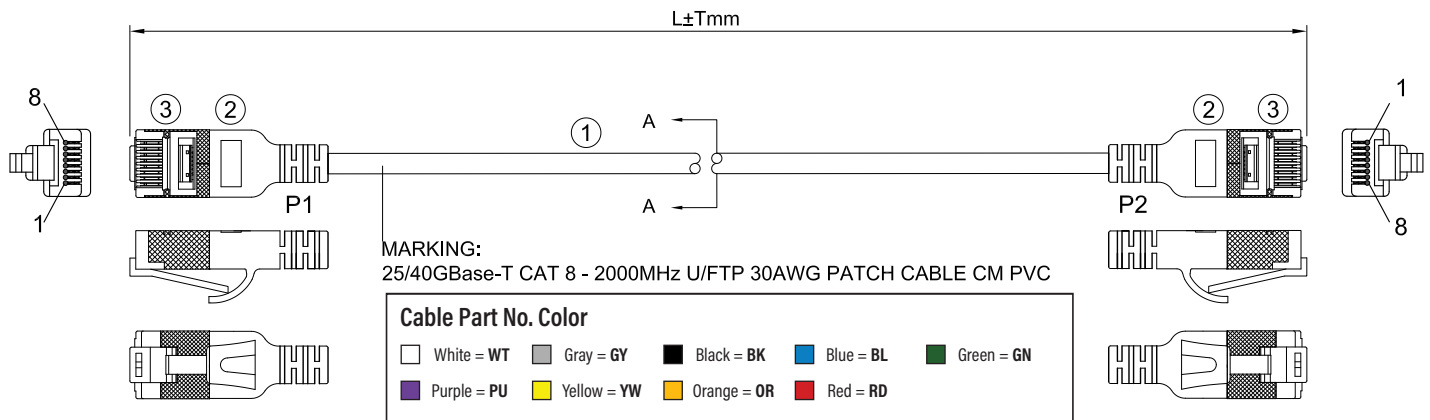 L±Tmm
8 ③ ② ① A ② ③ 1
1 P1 A P2 8
MARKING:
25/40GBase-T CAT 8 - 2000MHz U/FTP 30AWG PATCH CABLE CM PVC
Cable Part No. Color
White = WT Gray = GY Black = BK Blue = BL Green = GN
Purple = PU Yellow = YW Orange = OR Red = RD